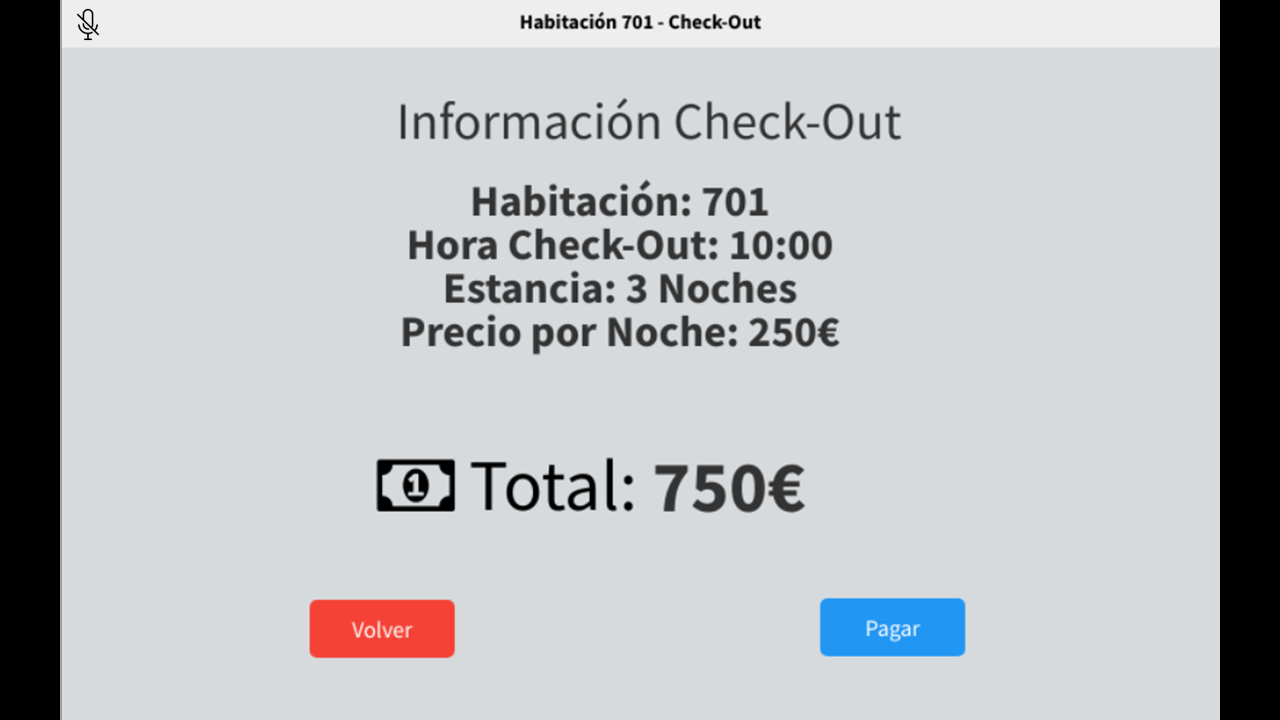 Habitación 701 - Check-Out
Información Check-Out
Habitación: 701
Hora Check-Out: 10:00
Estancia: 3 Noches
Precio por Noche: 250€
1 Total: 750€
Volver
Pagar